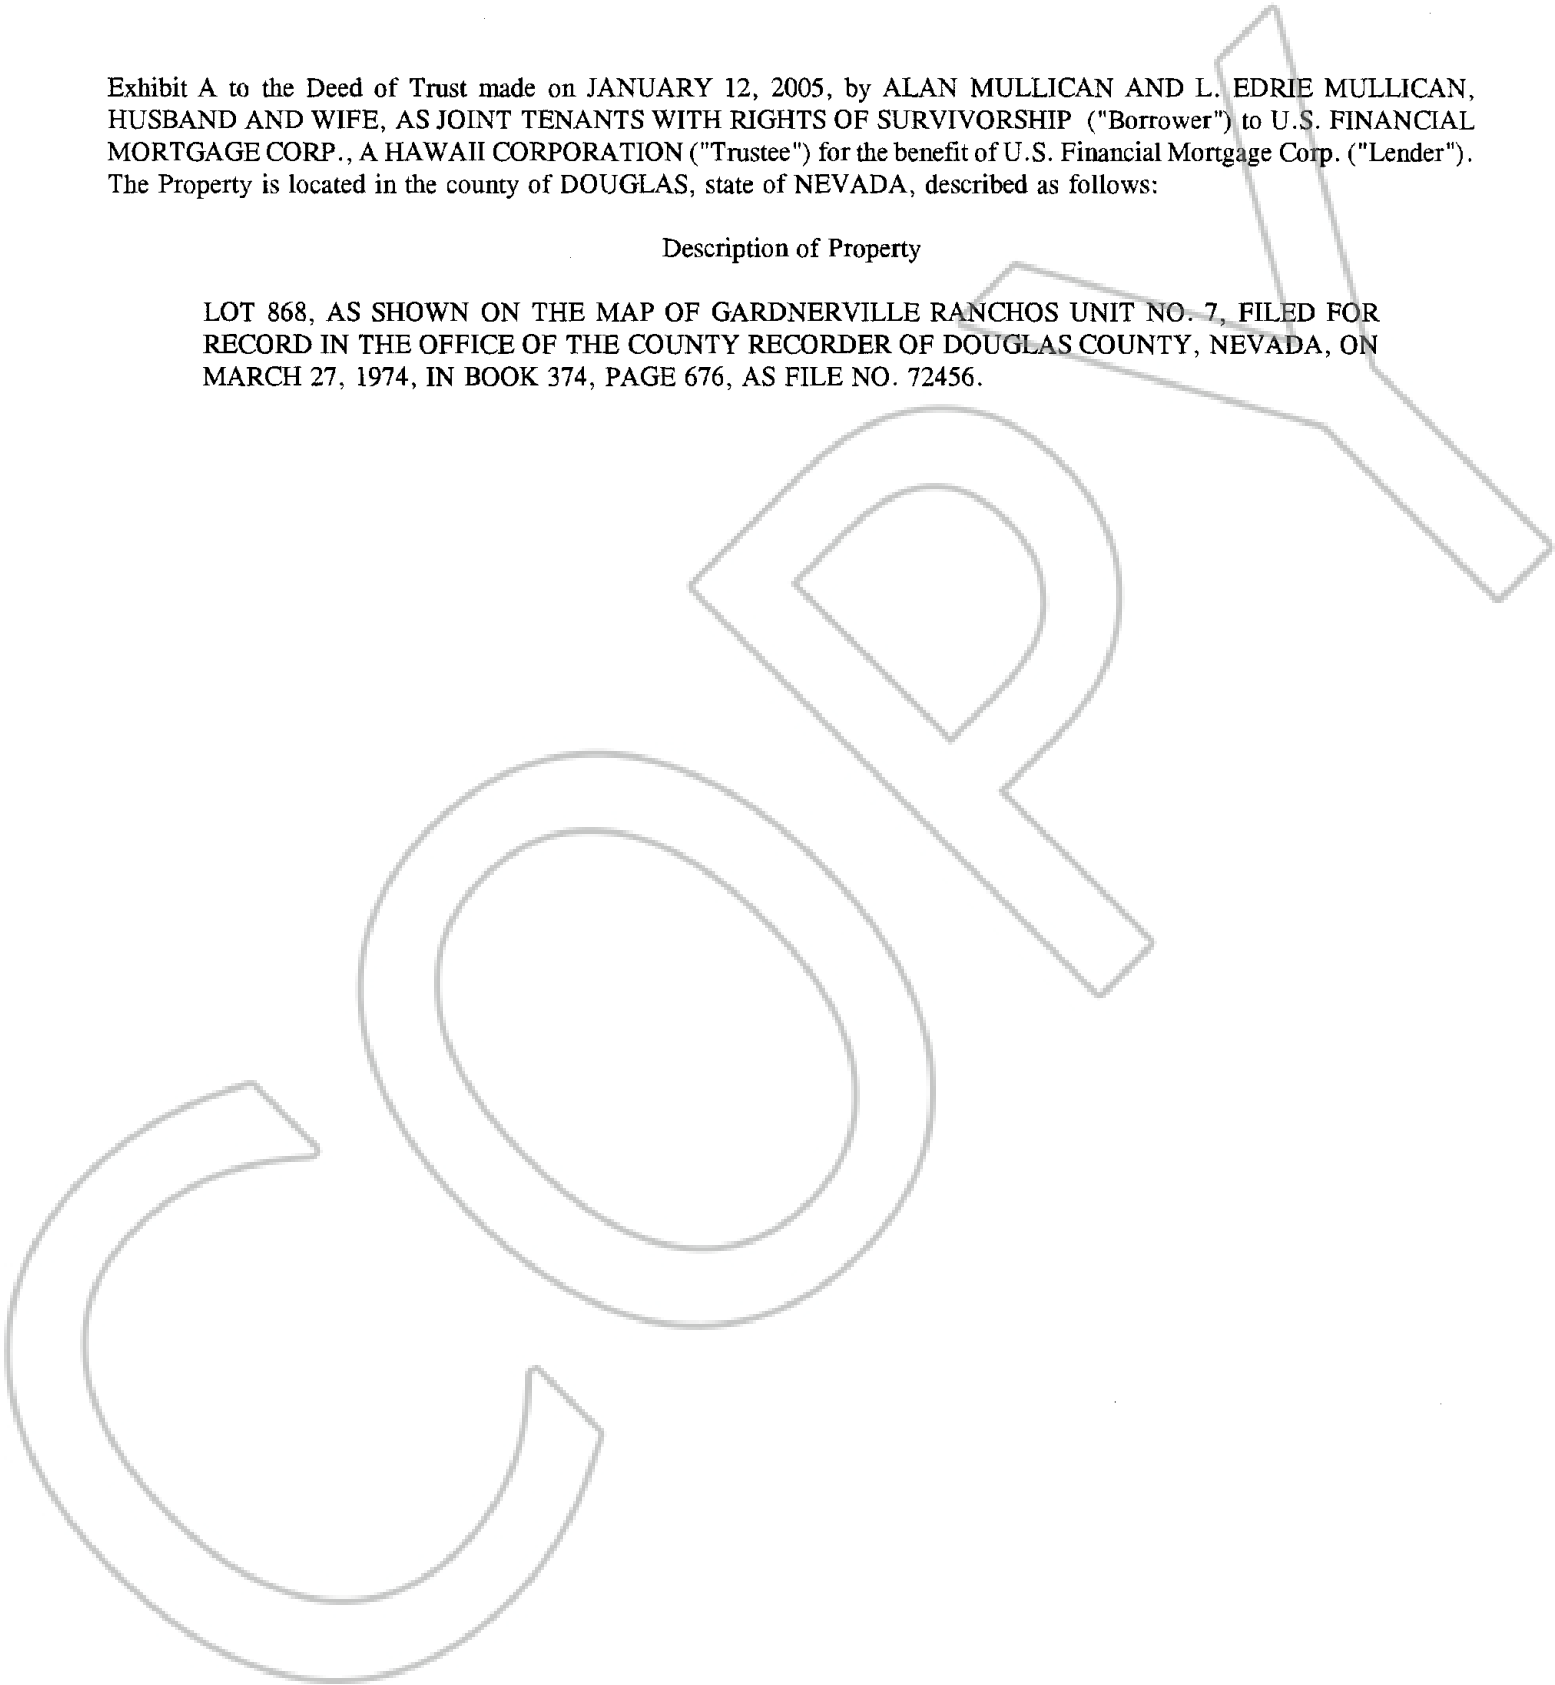 Exhibit A to the Deed of Trust made on JANUARY 12, 2005, by ALAN MULLICAN AND L. EDRIE MULLICAN,
HUSBAND AND WIFE, AS JOINT TENANTS WITH RIGHTS OF SURVIVORSHIP ("Borrower") to U.S. FINANCIAL
MORTGAGE CORP., A HAWAII CORPORATION ("Trustee") for the benefit of U.S. Financial Mortgage Corp. ("Lender").
The Property is located in the county of DOUGLAS, state of NEVADA, described as follows:
Description of Property
LOT 868, AS SHOWN ON THE MAP OF GARDNERVILLE RANCHOS UNIT NO. 7, FILED FOR
RECORD IN THE OFFICE OF THE COUNTY RECORDER OF DOUGLAS COUNTY, NEVADA, ON
MARCH 27, 1974, IN BOOK 374, PAGE 676, AS FILE NO. 72456.
COPY